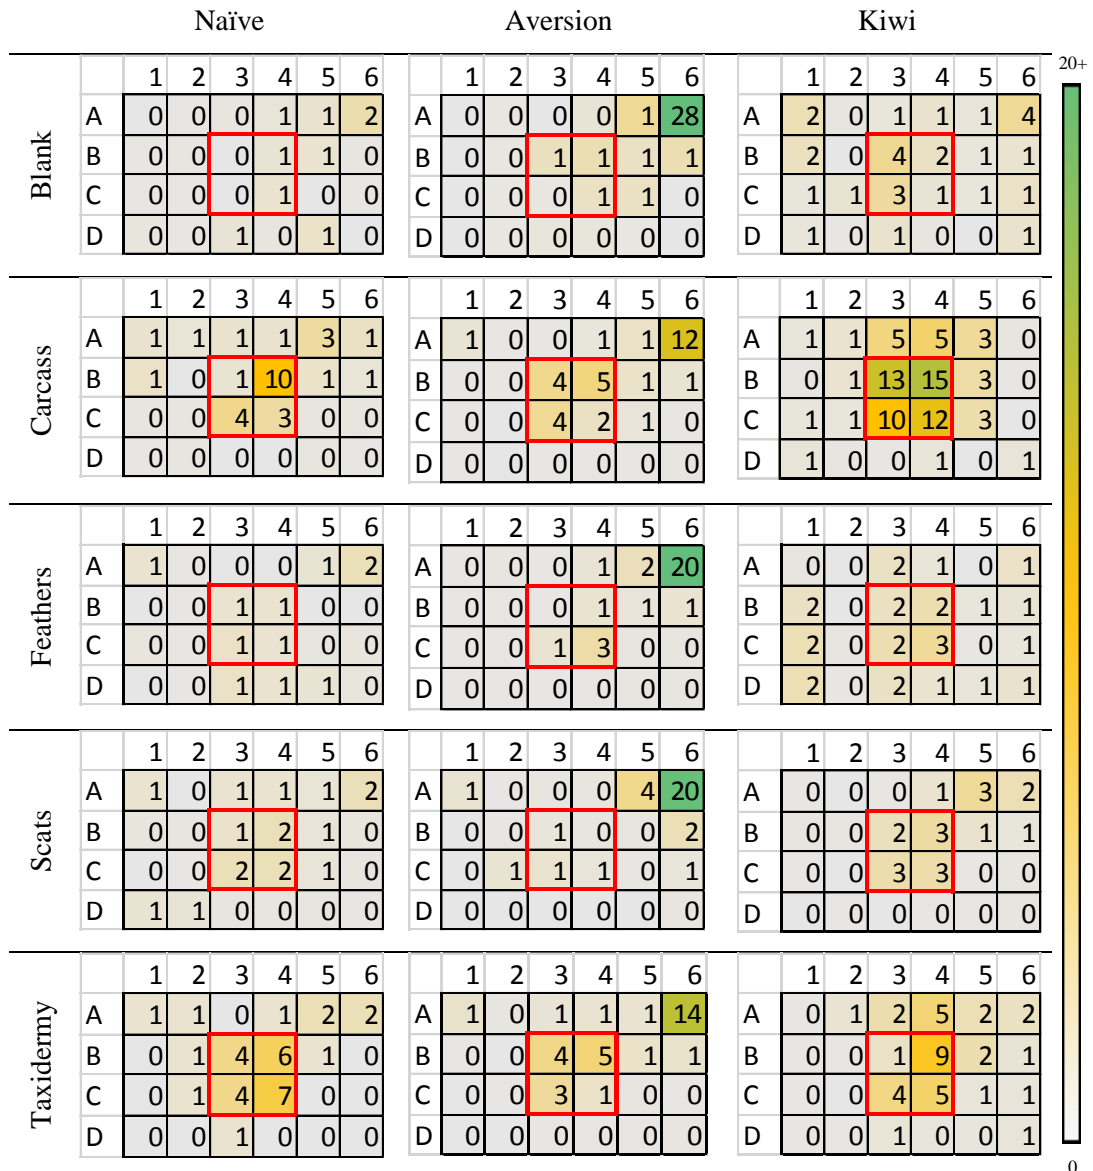 Naïve Aversion Kiwi
20+
Blank
1 2 3 4 5 6 1 2 3 4 5 6 1 2 3 4 5 6
A 0 0 0 1 1 2 A 0 0 0 0 1 28 A 2 0 1 1 1 4
B 0 0 0 1 1 0 B 0 0 1 1 1 1 B 2 0 4 2 1 1
C 0 0 0 1 0 0 C 0 0 0 1 1 0 C 1 1 3 1 1 1
D 0 0 1 0 1 0 D 0 0 0 0 0 0 D 1 0 1 0 0 1
Carcass
1 2 3 4 5 6 1 2 3 4 5 6 1 2 3 4 5 6
A 1 1 1 1 3 1 A 1 0 0 1 1 12 A 1 1 5 5 3 0
B 1 0 1 10 1 1 B 0 0 4 5 1 1 B 0 1 13 15 3 0
C 0 0 4 3 0 0 C 0 0 4 2 1 0 C 1 1 10 12 3 0
D 0 0 0 0 0 0 D 0 0 0 0 0 0 D 1 0 0 1 0 1
Feathers
1 2 3 4 5 6 1 2 3 4 5 6 1 2 3 4 5 6
A 1 0 0 0 1 2 A 0 0 0 1 2 20 A 0 0 2 1 0 1
B 0 0 1 1 0 0 B 0 0 0 1 1 1 B 2 0 2 2 1 1
C 0 0 1 1 0 0 C 0 0 1 3 0 0 C 2 0 2 3 0 1
D 0 0 1 1 1 0 D 0 0 0 0 0 0 D 2 0 2 1 1 1
Scats
1 2 3 4 5 6 1 2 3 4 5 6 1 2 3 4 5 6
A 1 0 1 1 1 2 A 1 0 0 0 4 20 A 0 0 0 1 3 2
B 0 0 1 2 1 0 B 0 0 1 0 0 2 B 0 0 2 3 1 1
C 0 0 2 2 1 0 C 0 1 1 1 0 1 C 0 0 3 3 0 0
D 1 1 0 0 0 0 D 0 0 0 0 0 0 D 0 0 0 0 0 0
Taxidermy
1 2 3 4 5 6 1 2 3 4 5 6 1 2 3 4 5 6
A 1 1 0 1 2 2 A 1 0 1 1 1 14 A 0 1 2 5 2 2
B 0 1 4 6 1 0 B 0 0 4 5 1 1 B 0 0 1 9 2 1
C 0 1 4 7 0 0 C 0 0 3 1 0 0 C 0 0 4 5 1 1
D 0 0 1 0 0 0 D 0 0 0 0 0 0 D 0 0 1 0 0 1
0